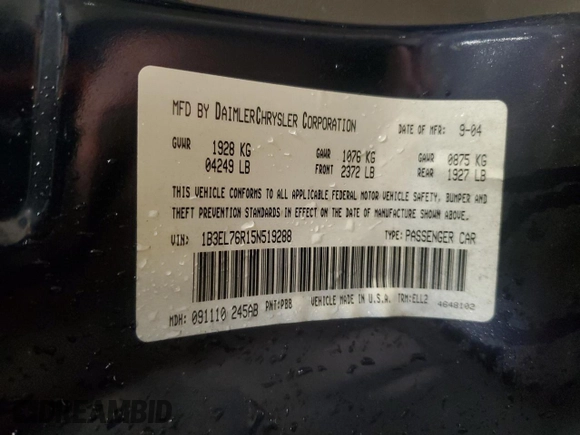 MFD BY DAIMLERCHRYSLER CORPORATION DATE OF MFR: 9-04
GVWR 1928 KG 04249 LB GAWR FRONT 1076 KG 2372 LB GAWR REAR 0875 KG 1927 LB
THIS VEHICLE CONFORMS TO ALL APPLICABLE FEDERAL MOTOR VEHICLE SAFETY, BUMPER AND
THEFT PREVENTION STANDARDS IN EFFECT ON THE DATE OF MANUFACTURE SHOWN ABOVE.
VIN: 1B3EL76R15N519288 TYPE: PASSENGER CAR
MDH: 091110 245AB PNT:PBB VEHICLE MADE IN U.S.A. TRM:ELL2 4648102
DREAMBID